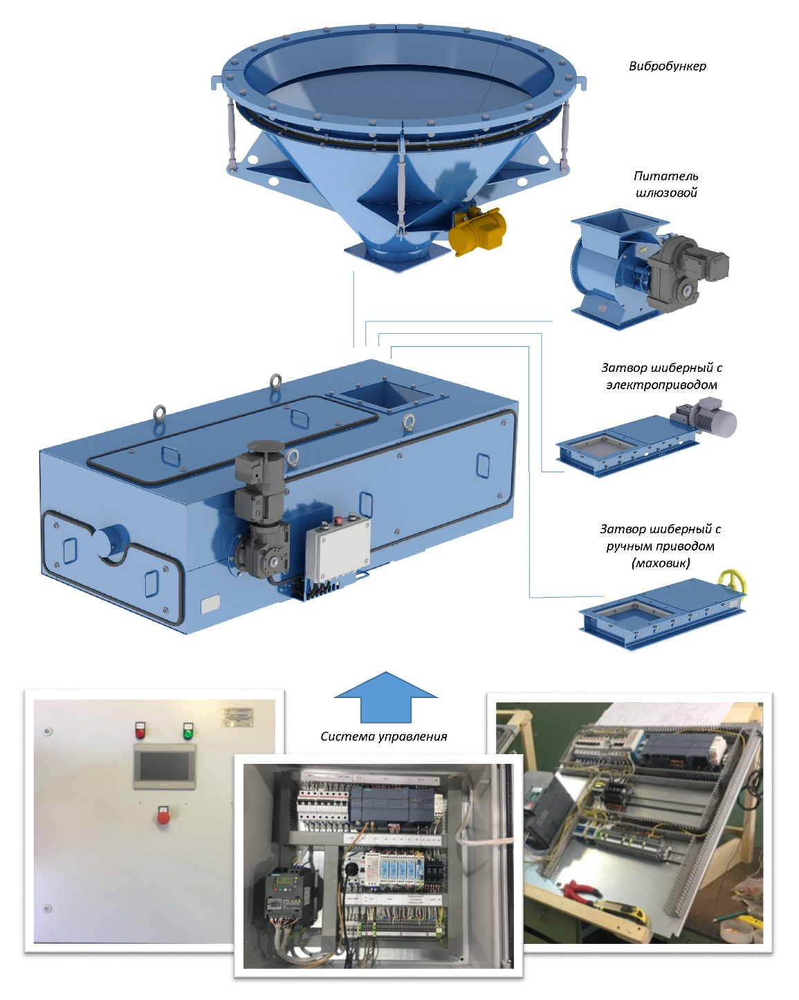 Вибробункер
Питатель
шлюзовой
Затвор шиберный с
электроприводом
Затвор шиберный с
ручным приводом
(маховик)
Система управления